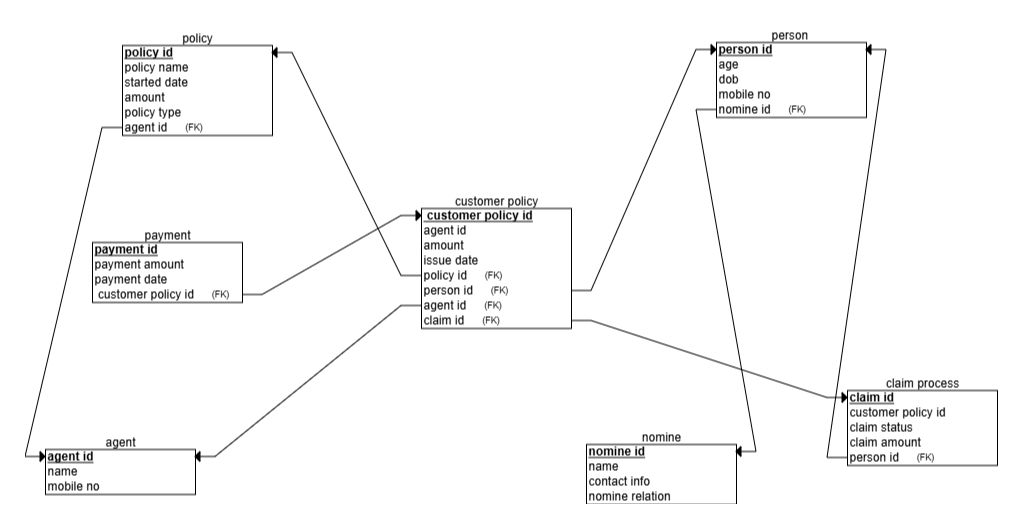 policy
policy id
policy name
started date
amount
policy type
agent id (FK)
person
person id
age
dob
mobile no
nomine id (FK)
customer policy
customer policy id
agent id
amount
issue date
policy id (FK)
person id (FK)
agent id (FK)
claim id (FK)
payment
payment id
payment amount
payment date
customer policy id (FK)
claim process
claim id
customer policy id
claim status
claim amount
person id (FK)
agent
agent id
name
mobile no
nomine
nomine id
name
contact info
nomine relation